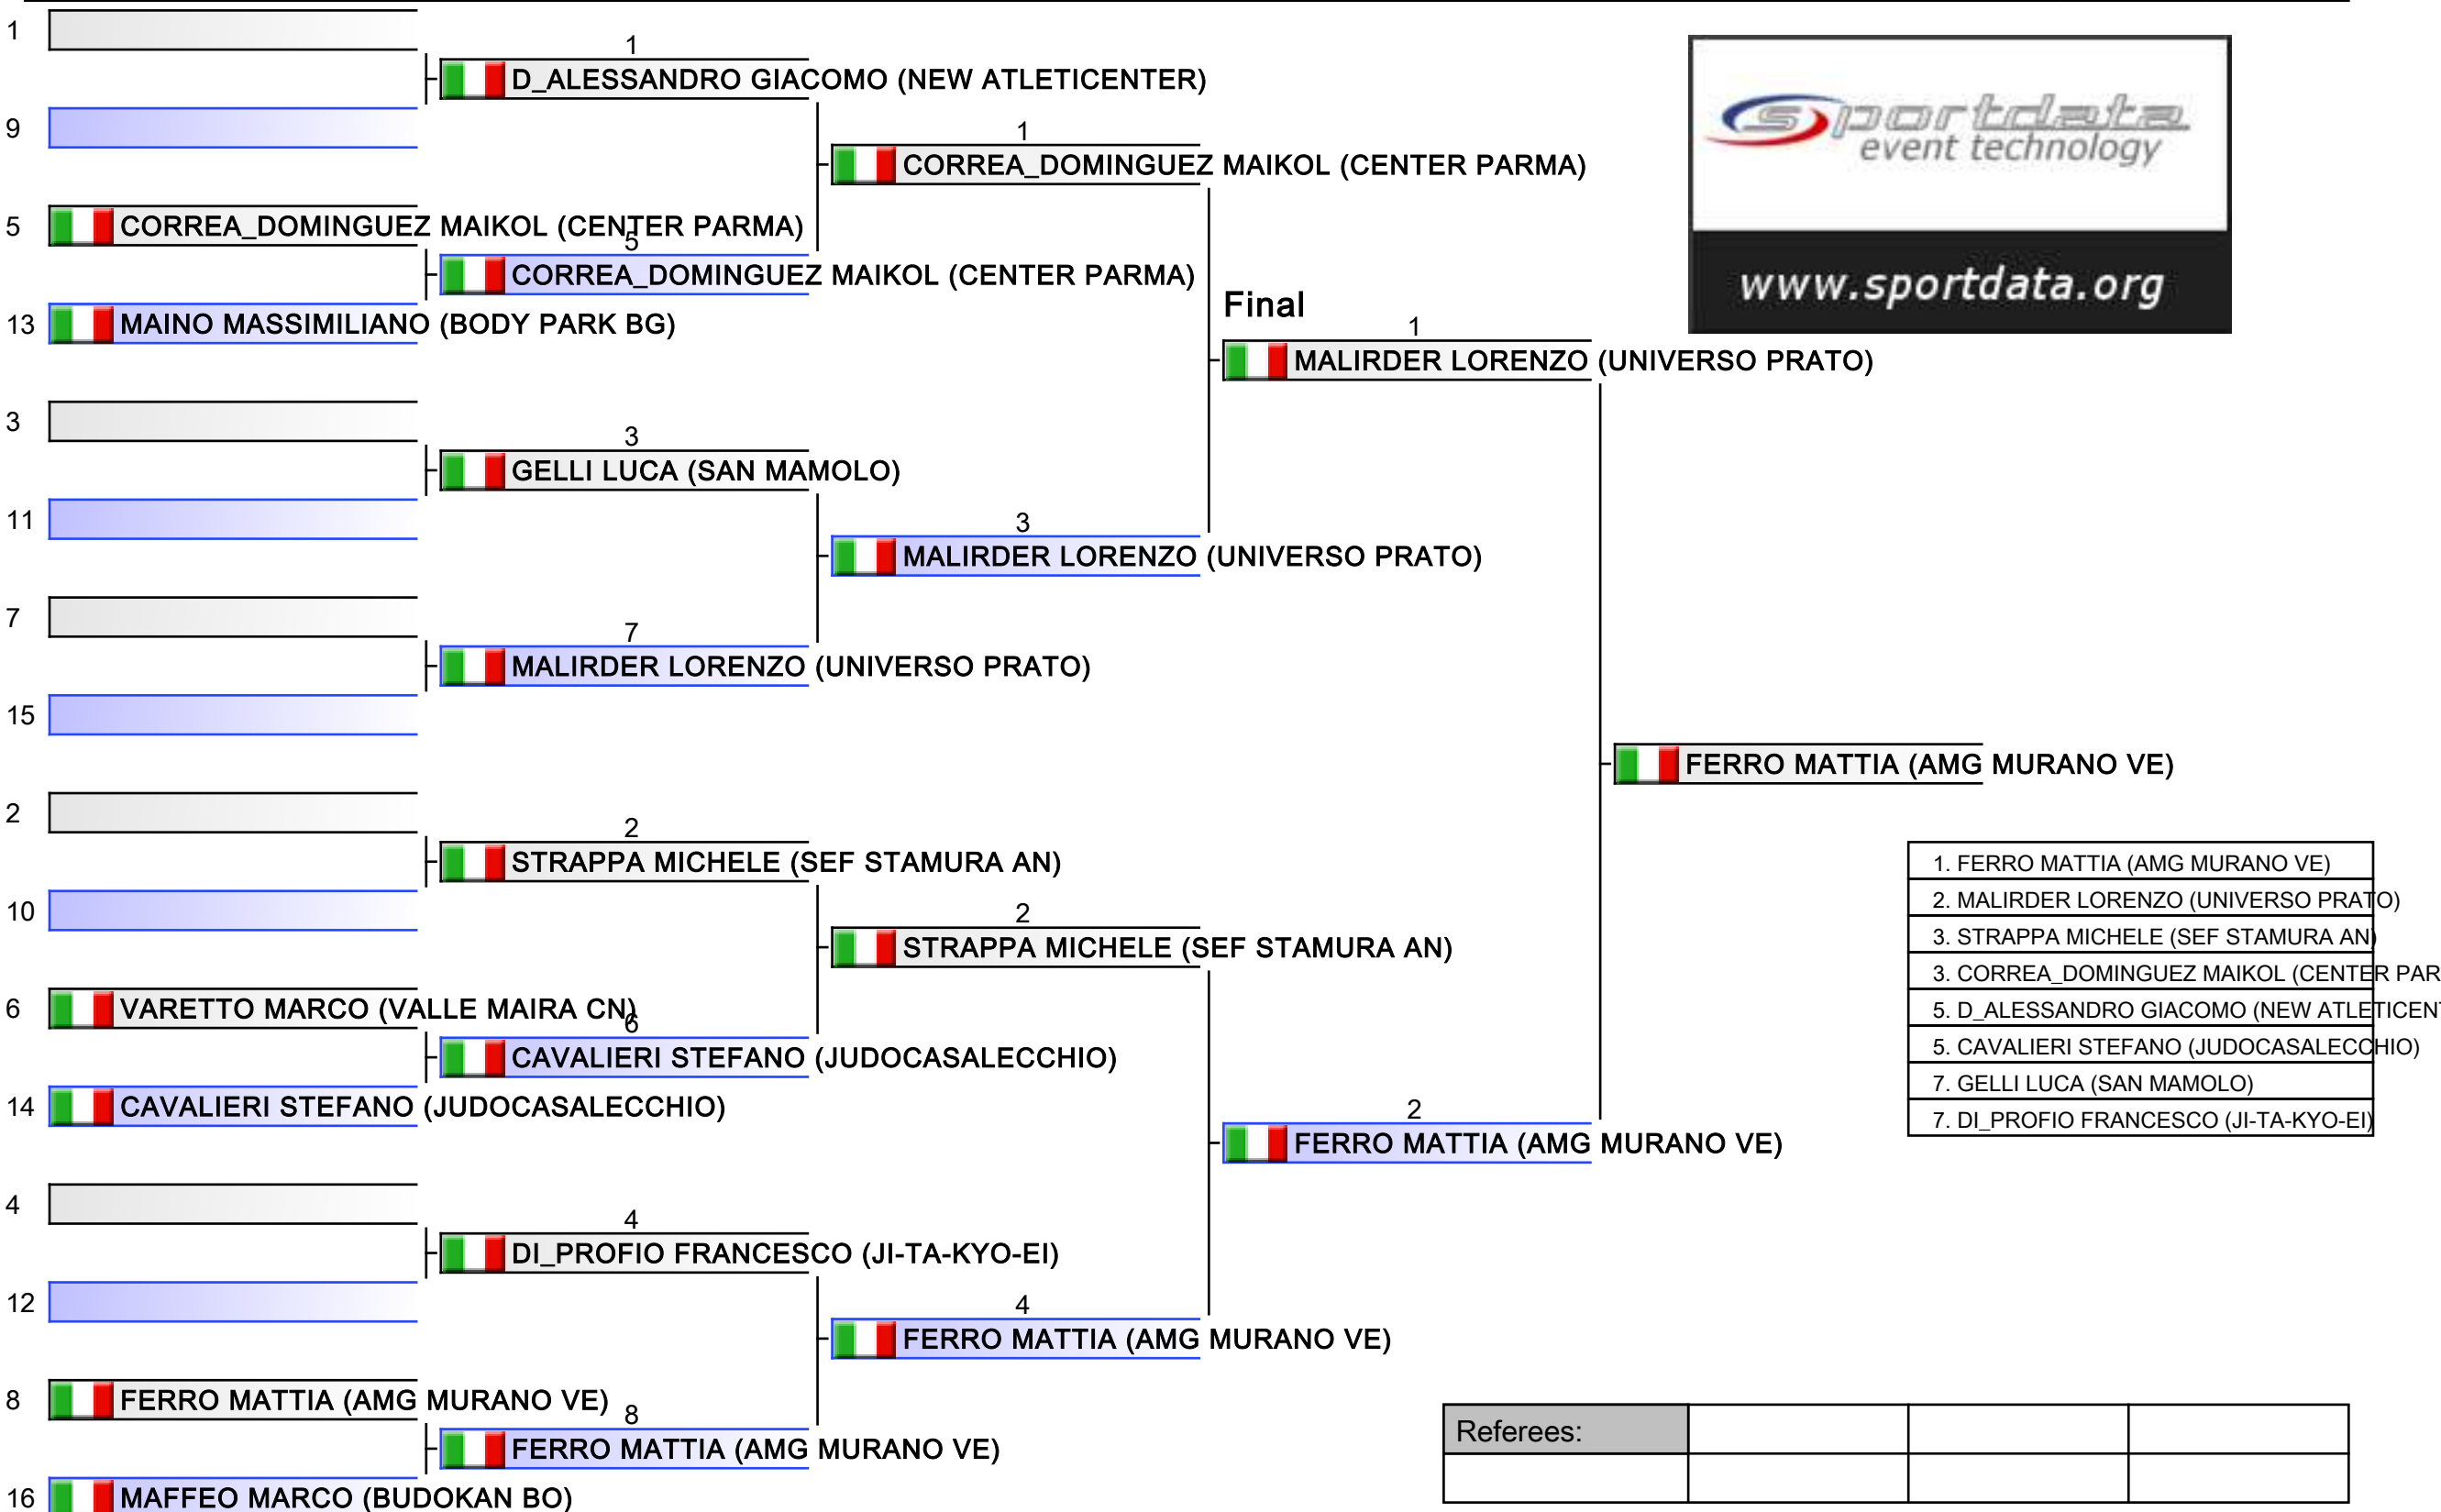 1
1
D_ALESSANDRO GIACOMO (NEW ATLETICENTER)
9
1
CORREA_DOMINGUEZ MAIKOL (CENTER PARMA)
sportdata
event technology
www.sportdata.org
5
CORREA_DOMINGUEZ MAIKOL (CENTER PARMA)
5
CORREA_DOMINGUEZ MAIKOL (CENTER PARMA)
13
MAINO MASSIMILIANO (BODY PARK BG)
Final
1
MALIRDER LORENZO (UNIVERSO PRATO)
3
3
GELLI LUCA (SAN MAMOLO)
11
3
MALIRDER LORENZO (UNIVERSO PRATO)
7
7
MALIRDER LORENZO (UNIVERSO PRATO)
15
FERRO MATTIA (AMG MURANO VE)
2
2
STRAPPA MICHELE (SEF STAMURA AN)
10
2
STRAPPA MICHELE (SEF STAMURA AN)
6
VARETTO MARCO (VALLE MAIRA CN)
6
CAVALIERI STEFANO (JUDOCASALECCHIO)
14
CAVALIERI STEFANO (JUDOCASALECCHIO)
2
FERRO MATTIA (AMG MURANO VE)
1. FERRO MATTIA (AMG MURANO VE)
2. MALIRDER LORENZO (UNIVERSO PRATO)
3. STRAPPA MICHELE (SEF STAMURA AN)
3. CORREA_DOMINGUEZ MAIKOL (CENTER PAR
5. D_ALESSANDRO GIACOMO (NEW ATLETICEN
5. CAVALIERI STEFANO (JUDOCASALECCHIO)
7. GELLI LUCA (SAN MAMOLO)
7. DI_PROFIO FRANCESCO (JI-TA-KYO-EI)
4
4
DI_PROFIO FRANCESCO (JI-TA-KYO-EI)
12
4
FERRO MATTIA (AMG MURANO VE)
8
FERRO MATTIA (AMG MURANO VE)
8
FERRO MATTIA (AMG MURANO VE)
16
MAFFEO MARCO (BUDOKAN BO)
Referees: